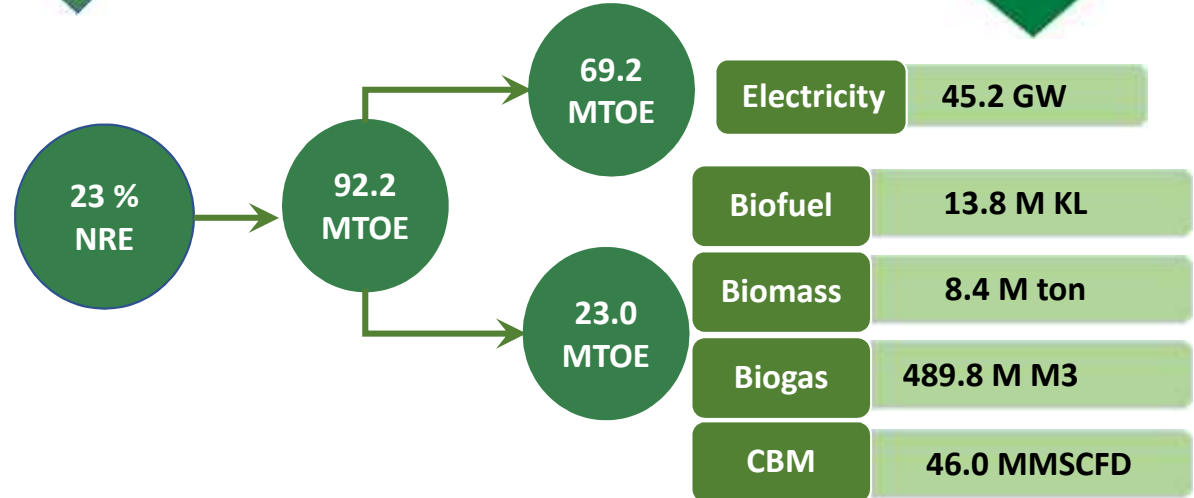 23 %
NRE
92.2
MTOE
69.2
MTOE
Electricity 45.2 GW
23.0
MTOE
Biofuel 13.8 M KL
Biomass 8.4 M ton
Biogas 489.8 M M3
CBM 46.0 MMSCFD